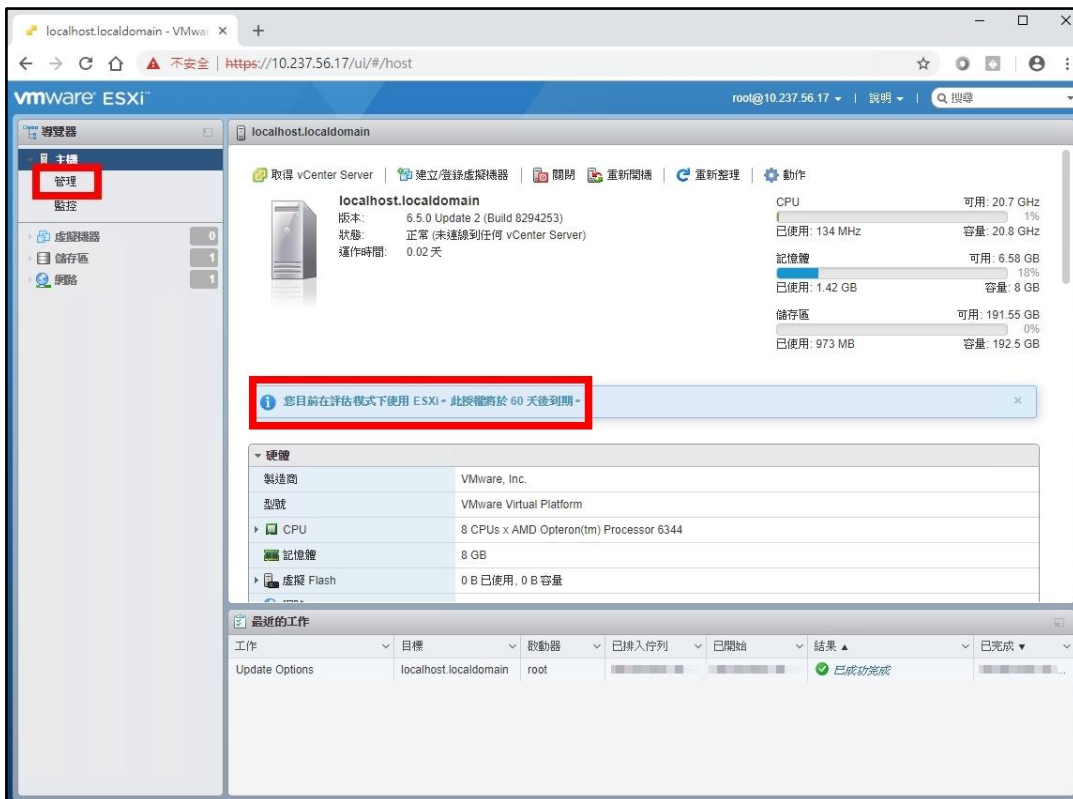 localhost.localdomain - VMwa
不安全 | https://10.237.56.17/ui/#/host
vmware ESXi™
root@10.237.56.17 | 說明 | 搜尋
導覽器
localhost.localdomain
主機
管理
監控
虛擬機器 0
儲存區 1
網路 1
取得 vCenter Server | 建立/登錄虛擬機器 | 關閉 重新開機 | 重新整理 | 動作
localhost.localdomain
版本: 6.5.0 Update 2 (Build 8294253)
狀態: 正常 (未連線到任何 vCenter Server)
運作時間: 0.02 天
CPU 可用: 20.7 GHz
1%
已使用: 134 MHz 容量: 20.8 GHz
記憶體 可用: 6.58 GB
18%
已使用: 1.42 GB 容量: 8 GB
儲存區 可用: 191.55 GB
0%
已使用: 973 MB 容量: 192.5 GB
您目前在評估模式下使用 ESXi。此授權將於 60 天後到期。
硬體
製造商 VMware, Inc.
型號 VMware Virtual Platform
CPU 8 CPUs x AMD Opteron(tm) Processor 6344
記憶體 8 GB
虛擬 Flash 0 B 已使用, 0 B 容量
最近的工作
工作 目標 啟動器 已排入佇列 已開始 結果 ▲ 已完成 ▼
Update Options localhost.localdomain root 已成功完成